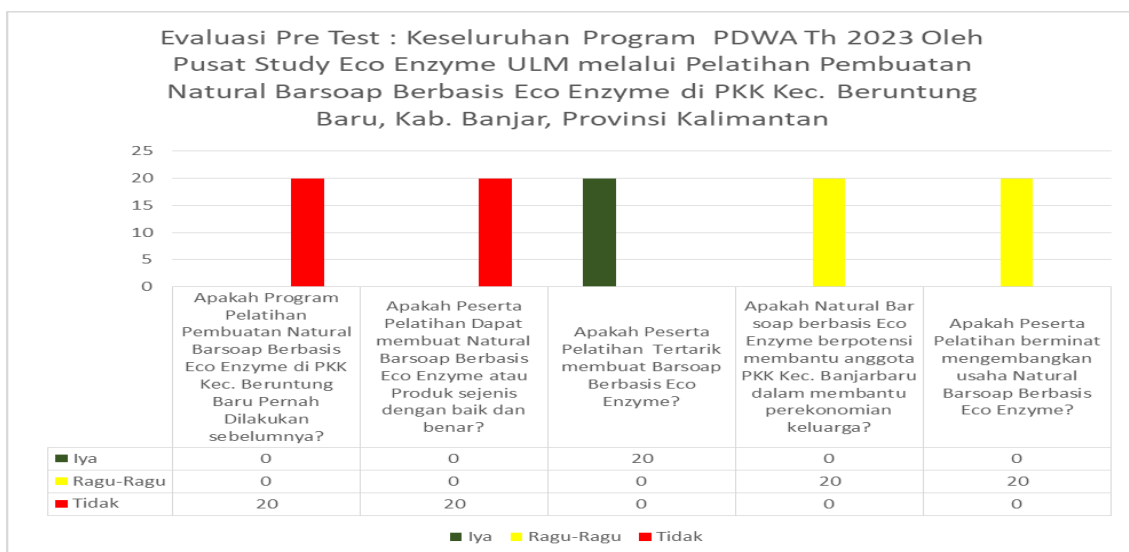 Evaluasi Pre Test : Keseluruhan Program PDWA Th 2023 Oleh
Pusat Study Eco Enzyme ULM melalui Pelatihan Pembuatan
Natural Barsoap Berbasis Eco Enzyme di PKK Kec. Beruntung
Baru, Kab. Banjar, Provinsi Kalimantan
25
20
15
10
5
0
Apakah Program
Pelatihan
Pembuatan Natural
Barsoap Berbasis
Eco Enzyme di PKK
Kec. Beruntung
Baru Pernah
Dilakukan
sebelumnya?
Apakah Peserta
Pelatihan Dapat
membuat Natural
Barsoap Berbasis
Eco Enzyme atau
Produk sejenis
dengan baik dan
benar?
Apakah Peserta
Pelatihan Tertarik
membuat Barsoap
Berbasis Eco
Enzyme?
Apakah Natural Bar
soap berbasis Eco
Enzyme berpotensi
membantu anggota
PKK Kec. Banjarbaru
dalam membantu
perekonomian
keluarga?
Apakah Peserta
Pelatihan berminat
mengembangkan
usaha Natural
Barsoap Berbasis
Eco Enzyme?
Iya 0 0 20 0 0
Ragu-Ragu 0 0 0 20 20
Tidak 20 20 0 0 0
Iya Ragu-Ragu Tidak